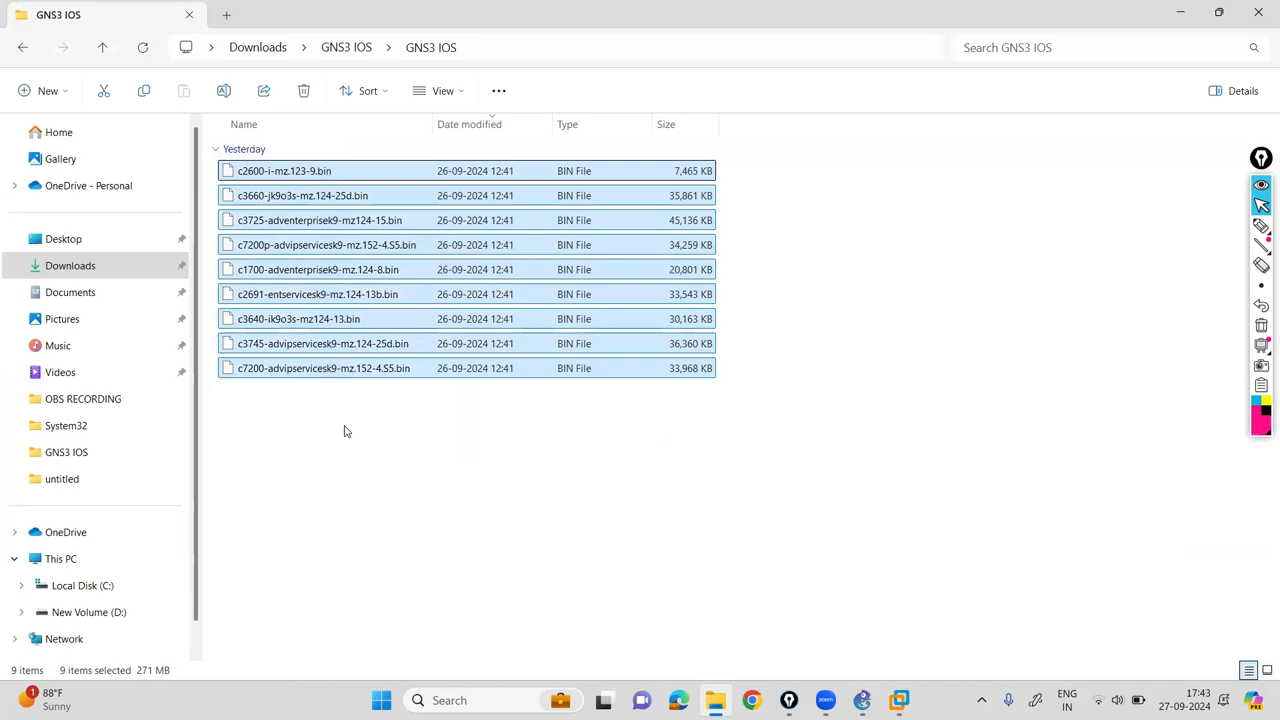 GNS3 IOS
Downloads > GNS3 IOS > GNS3 IOS
Search GNS3 IOS
New
Sort
View
Details
Name Date modified Type Size
Home
Gallery
OneDrive - Personal
Desktop
Downloads
Documents
Pictures
Music
Videos
OBS RECORDING
System32
GNS3 IOS
untitled
OneDrive
This PC
Local Disk (C:)
New Volume (D:)
Network
Yesterday
c2600-i-mz.123-9.bin 26-09-2024 12:41 BIN File 7,465 KB
c3660-jk9o3s-mz.124-25d.bin 26-09-2024 12:41 BIN File 35,861 KB
c3725-adventerprisek9-mz124-15.bin 26-09-2024 12:41 BIN File 45,136 KB
c7200p-advipservicesk9-mz.152-4.S5.bin 26-09-2024 12:41 BIN File 34,259 KB
c1700-adventerprisek9-mz.124-8.bin 26-09-2024 12:41 BIN File 20,801 KB
c2691-entservicesk9-mz.124-13b.bin 26-09-2024 12:41 BIN File 33,543 KB
c3640-ik9o3s-mz124-13.bin 26-09-2024 12:41 BIN File 30,163 KB
c3745-advipservicesk9-mz.124-25d.bin 26-09-2024 12:41 BIN File 36,360 KB
c7200-advipservicesk9-mz.152-4.S5.bin 26-09-2024 12:41 BIN File 33,968 KB
9 items 9 items selected 271 MB
1
88°F
Sunny
Search
zoom
ENG
IN
17:43
27-09-2024
PRE